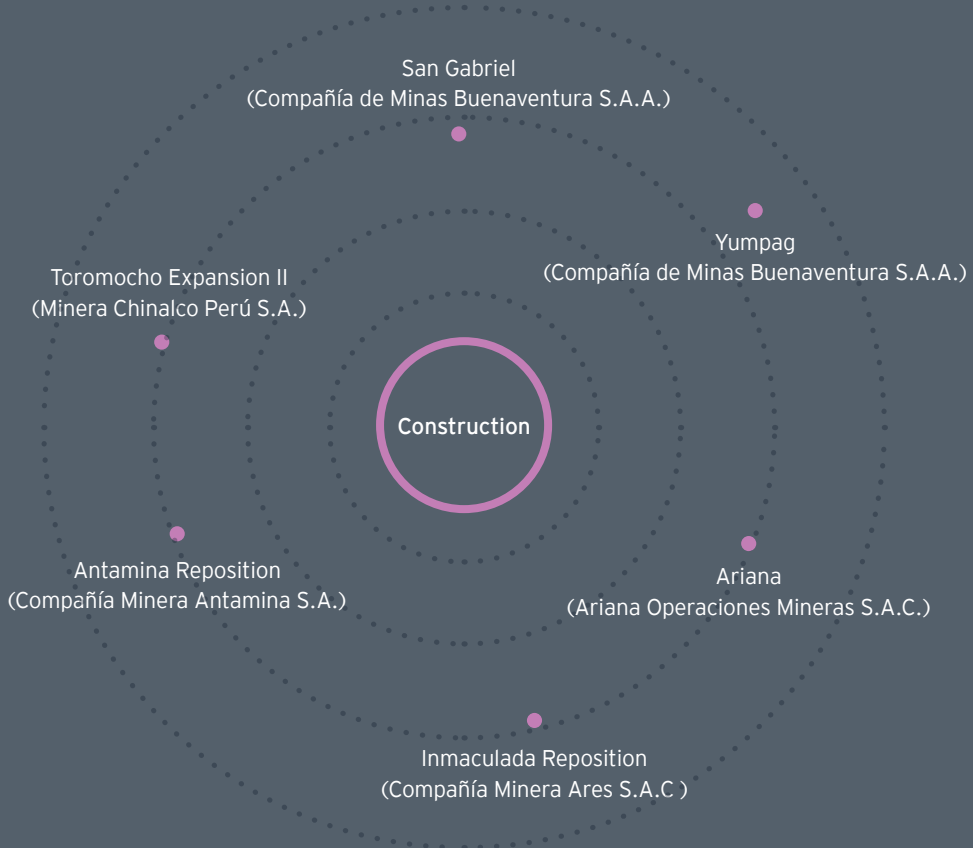 San Gabriel
(Compañía de Minas Buenaventura S.A.A.)
Yumpag
(Compañía de Minas Buenaventura S.A.A.)
Toromocho Expansion II
(Minera Chinalco Perú S.A.)
Construction
Antamina Reposition
(Compañía Minera Antamina S.A.)
Ariana
(Ariana Operaciones Mineras S.A.C.)
Inmaculada Reposition
(Compañía Minera Ares S.A.C )